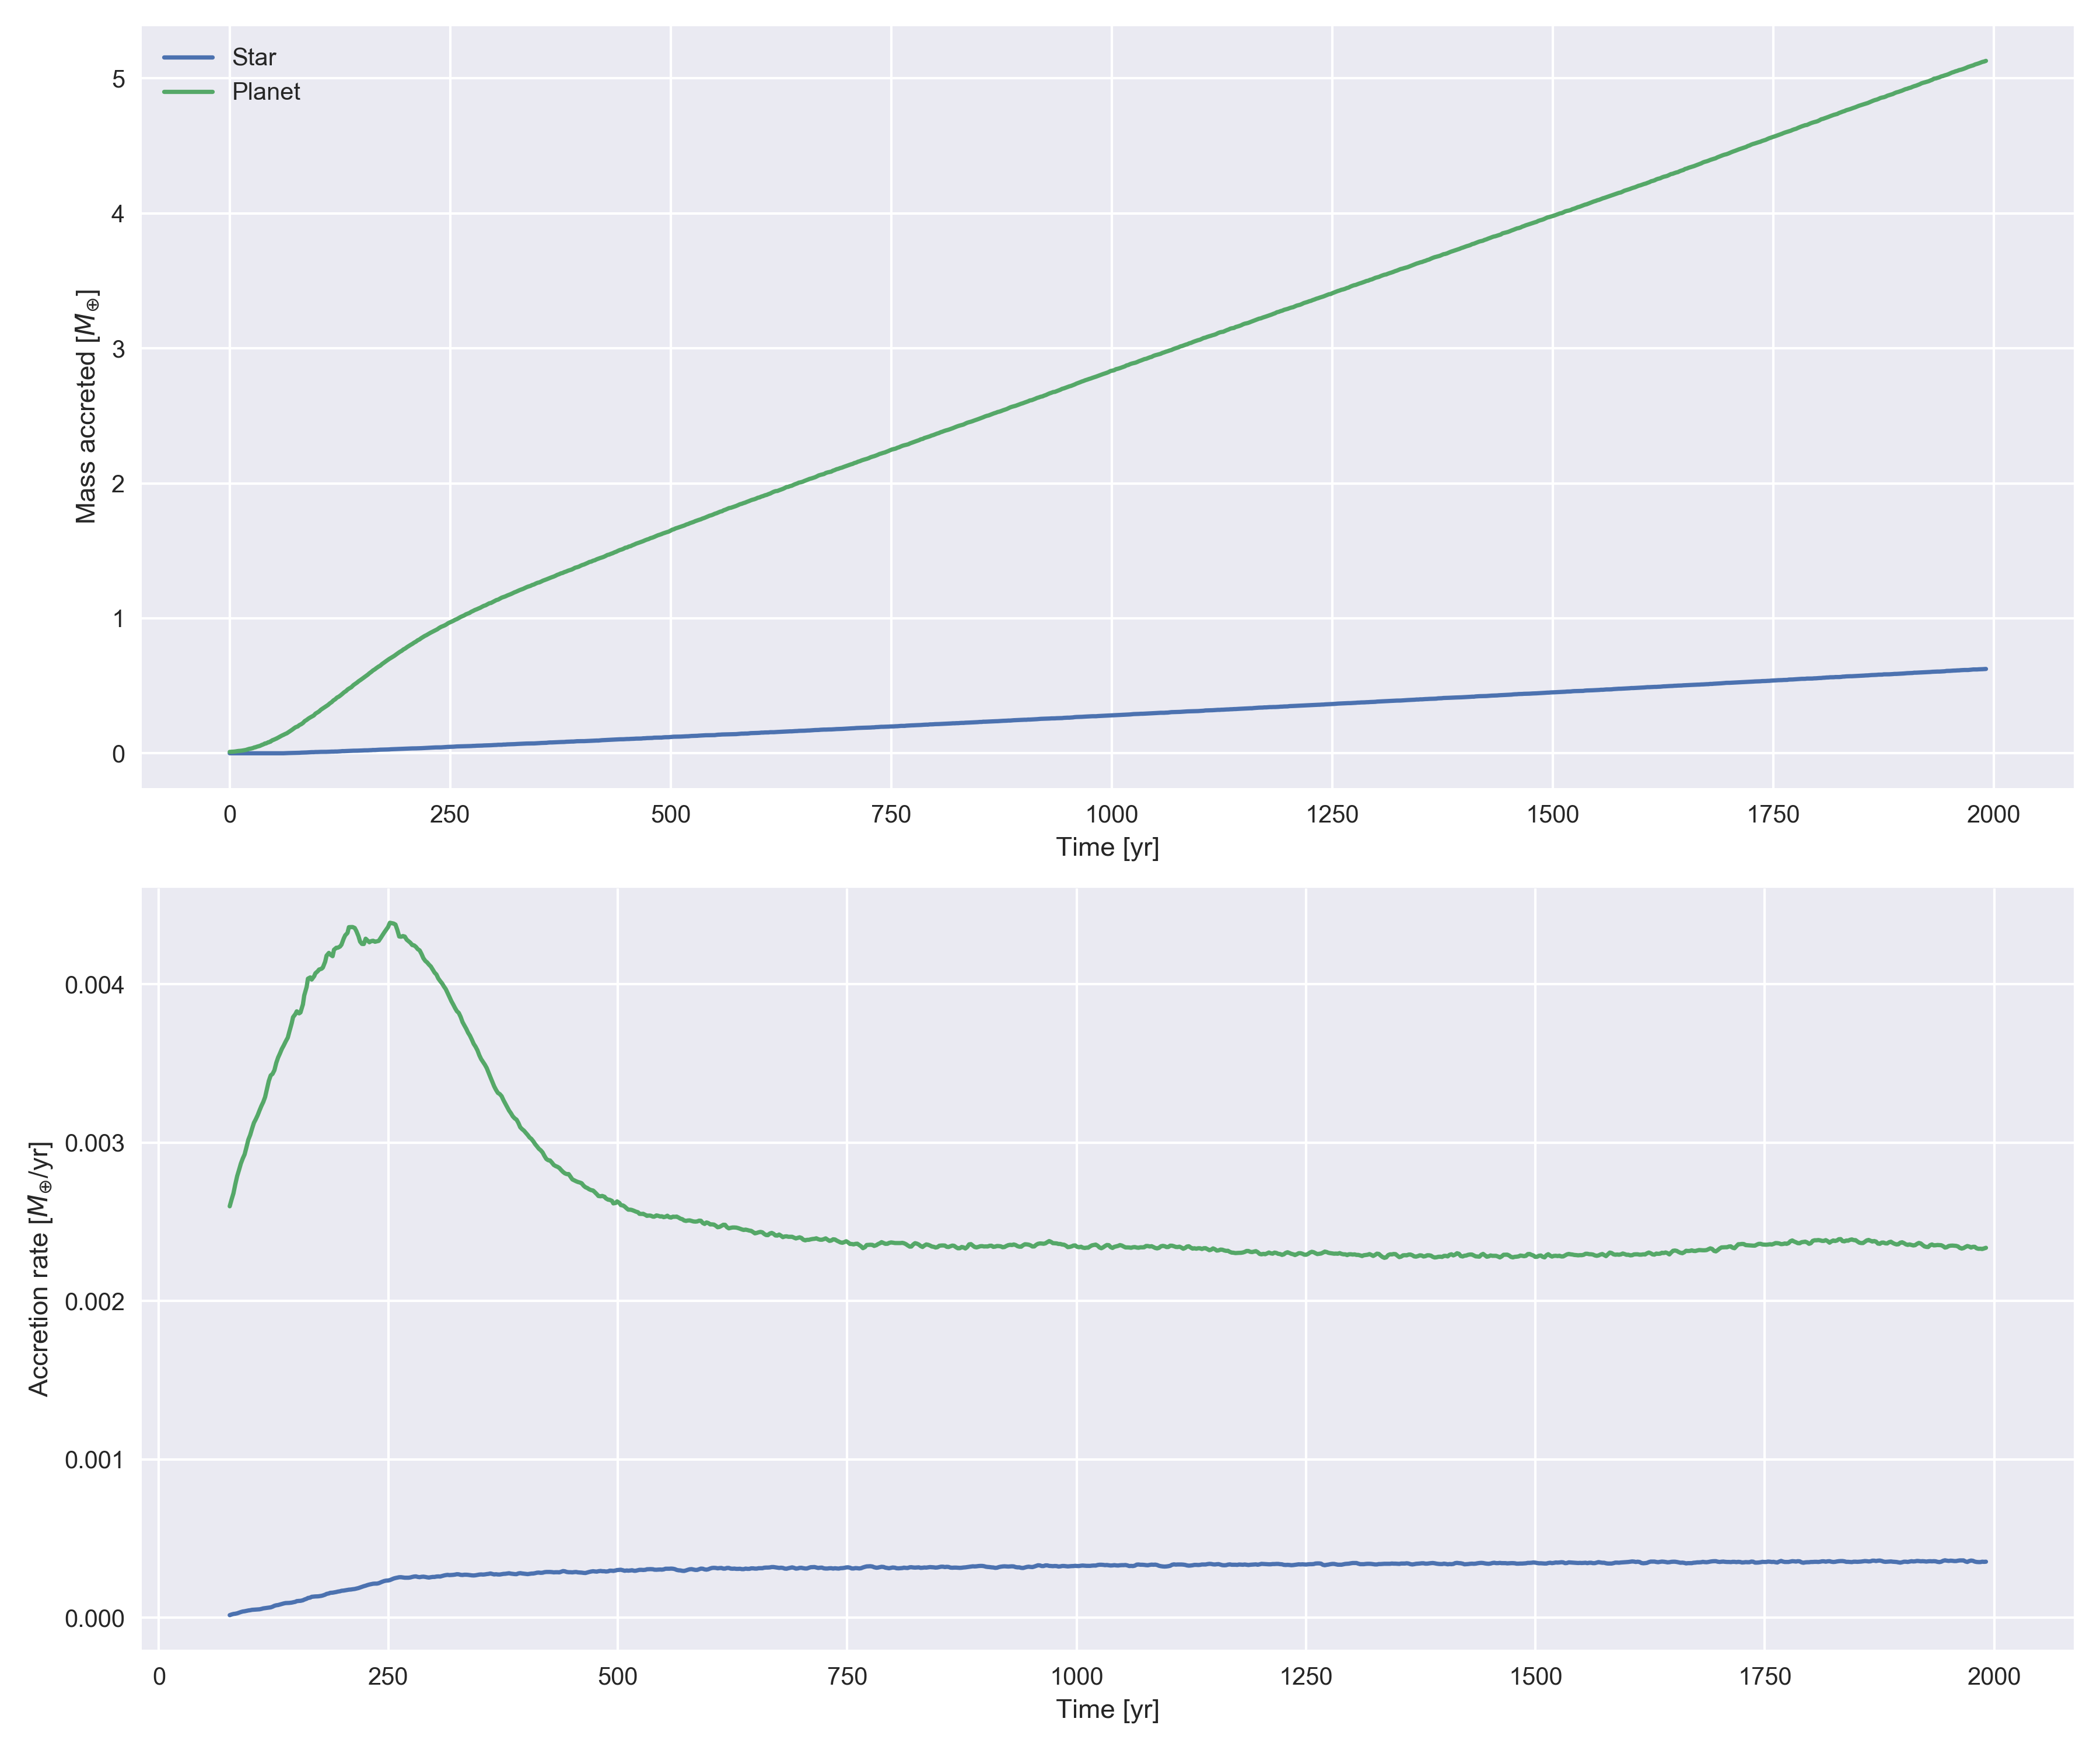 Star
Planet
Mass accreted [M⊕]
5
4
3
2
1
0
0 250 500 750 1000 1250 1500 1750 2000
Time [yr]
Accretion rate [M⊕/yr]
0.004
0.003
0.002
0.001
0.000
0 250 500 750 1000 1250 1500 1750 2000
Time [yr]